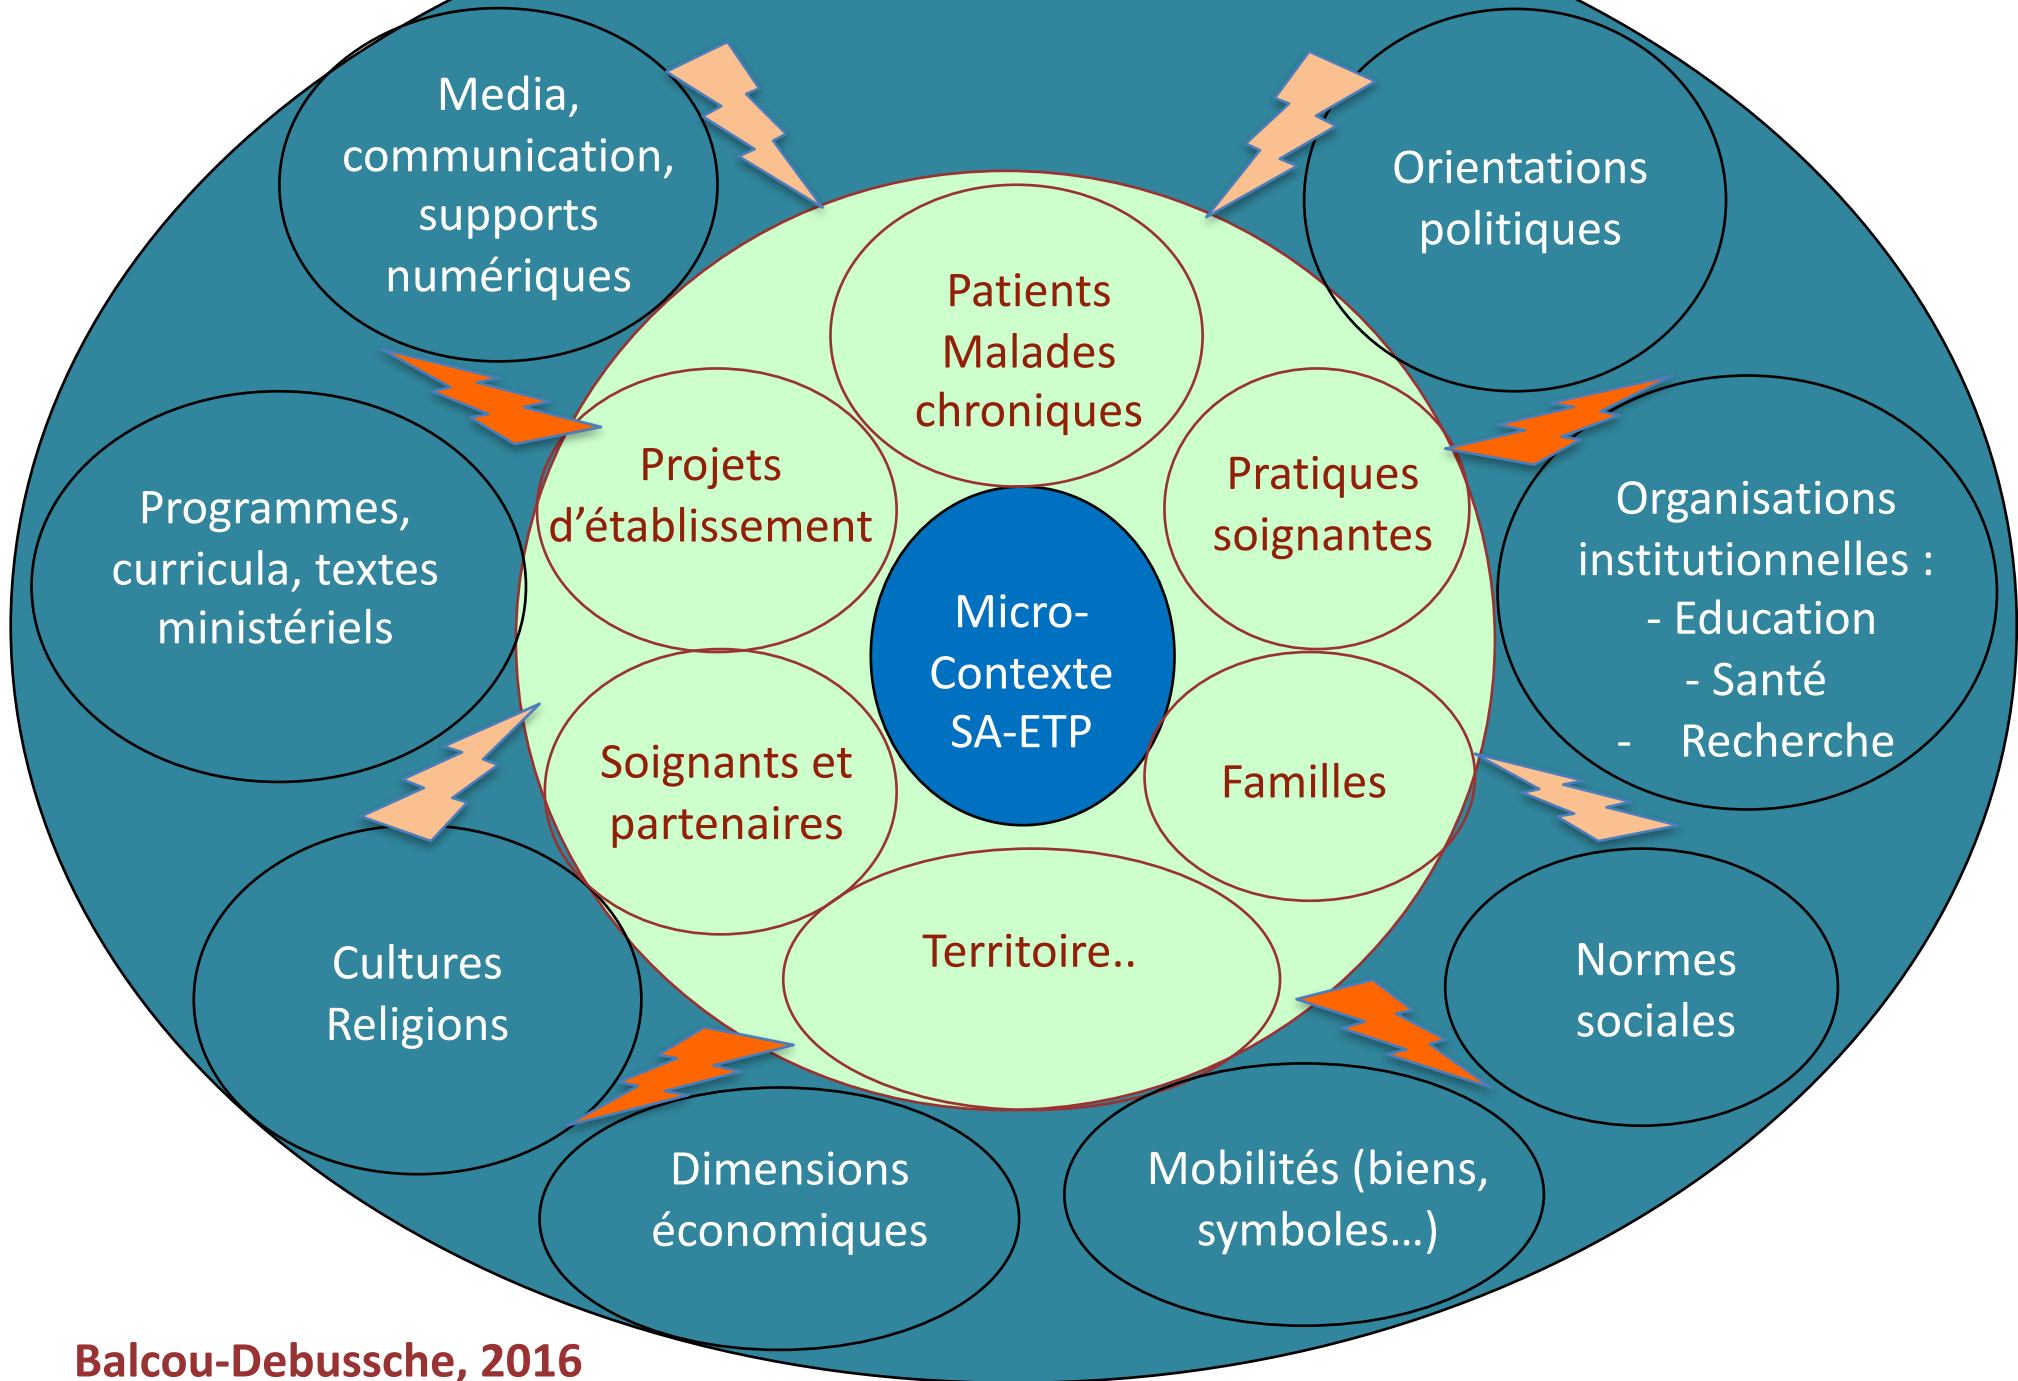 Media,
communication,
supports
numériques
Orientations
politiques
Patients
Malades
chroniques
Projets
d’établissement
Pratiques
soignantes
Programmes,
curricula, textes
ministériels
Organisations
institutionnelles :
- Education
- Santé
- Recherche
Micro-
Contexte
SA-ETP
Soignants et
partenaires
Familles
Territoire..
Cultures
Religions
Normes
sociales
Dimensions
économiques
Mobilités (biens,
symboles…)
Balcou-Debussche, 2016